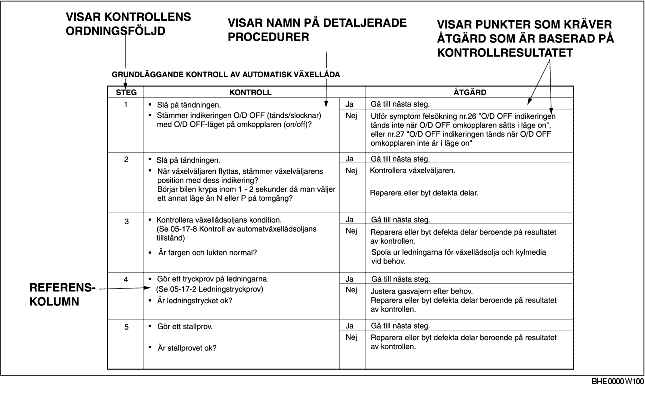 VISAR KONTROLLENS
ORDNINGSFÖLJD
VISAR NAMN PÅ DETALJERADE
PROCEDURER
VISAR PUNKTER SOM KRÄVER
ÅTGÄRD SOM ÄR BASERAD PÅ
KONTROLLRESULTATET
GRUNDLÄGGANDE KONTROLL AV AUTOMATISK VÄXELLÅDA
STEG KONTROLL ÅTGÄRD
1 • Slå på tändningen. Ja Gå till nästa steg.
• Stämmer indikeringen O/D OFF (tänds/slocknar)
med O/D OFF-läget på omkopplaren (on/off)?
Nej Utför symptom felsökning nr.26 "O/D OFF indikeringen
tänds inte när O/D OFF omkopplaren sätts i läge on".
eller nr.27 "O/D OFF indikeringen tänds när O/D OFF
omkopplaren inte är i läge on"
2 • Slå på tändningen. Ja Gå till nästa steg.
• När växelväljaren flyttas, stämmer växelväljarens
position med dess indikering?
Börjar bilen krypa inom 1 - 2 sekunder då man väljer
ett annat läge än N eller P på tomgång?
Nej Kontrollera växelväljaren.
Reparera eller byt defekta delar.
3 • Kontrollera växellådsoljans kondition.
(Se 05-17-8 Kontroll av automatväxellådsoljans
tillstånd)
• Är färgen och lukten normal?
Ja Gå till nästa steg.
Nej Reparera eller byt defekta delar beroende på resultatet
av kontrollen.
Spola ur ledningarna för växellådsolja och kylmedia
vid behov.
REFERENS-
KOLUMN
4 • Gör ett tryckprov på ledningarna.
(Se 05-17-2 Ledningstryckprov)
• Är ledningstrycket ok?
Ja Gå till nästa steg.
Nej Justera gasvajern efter behov.
Reparera eller byt defekta delar beroende på resultatet
av kontrollen.
5 • Gör ett stallprov.
• Är stallprovet ok?
Ja Gå till nästa steg.
Nej Reparera eller byt defekta delar beroende på resultatet
av kontrollen.
BHE0000W100